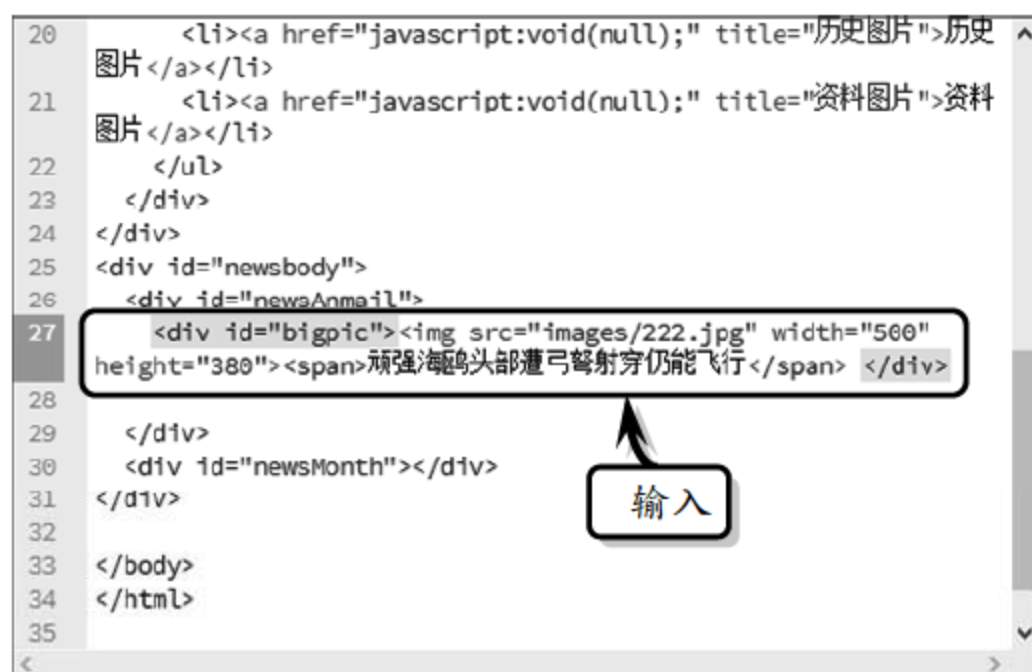 20 <li><a href="javascript:void(null);" title="历史图片">历史
图片</a></li>
21 <li><a href="javascript:void(null);" title="资料图片">资料
图片</a></li>
22 </ul>
23 </div>
24 </div>
25 <div id="newsbody">
26 <div id="newsAnmail">
27 <div id="bigpic"><img src="images/222.jpg" width="500"
height="380"><span>顽强海鸥头部遭弓弩射穿仍能飞行</span> </div>
28
29 </div>
30 <div id="newsMonth"></div>
31 </div>
输入
32
33 </body>
34 </html>
35